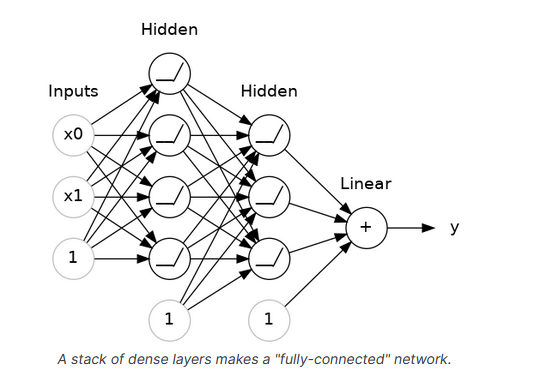 Hidden
Inputs
Hidden
x0
x1
Linear
1
+
y
1
1
A stack of dense layers makes a "fully-connected" network.